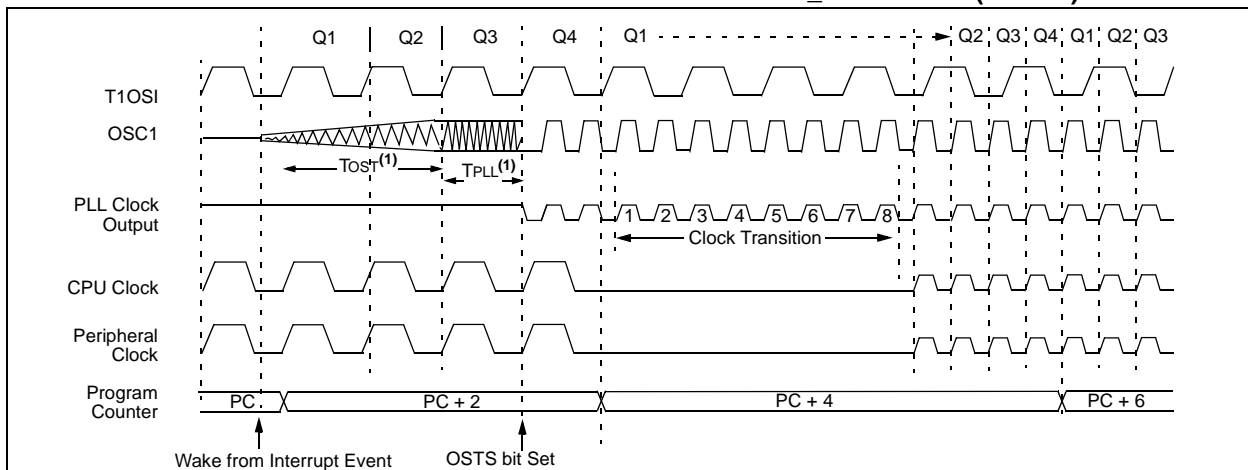 Q1 Q2 Q3 Q4 Q1 Q2 Q3 Q4 Q1 Q2 Q3
T1OSI
OSC1
TOST(1)
TPLL(1)
PLL Clock
Output
1 2 3 4 5 6 7 8
Clock Transition
CPU Clock
Peripheral
Clock
Program
Counter
PC PC + 2 PC + 4 PC + 6
Wake from Interrupt Event OSTS bit Set